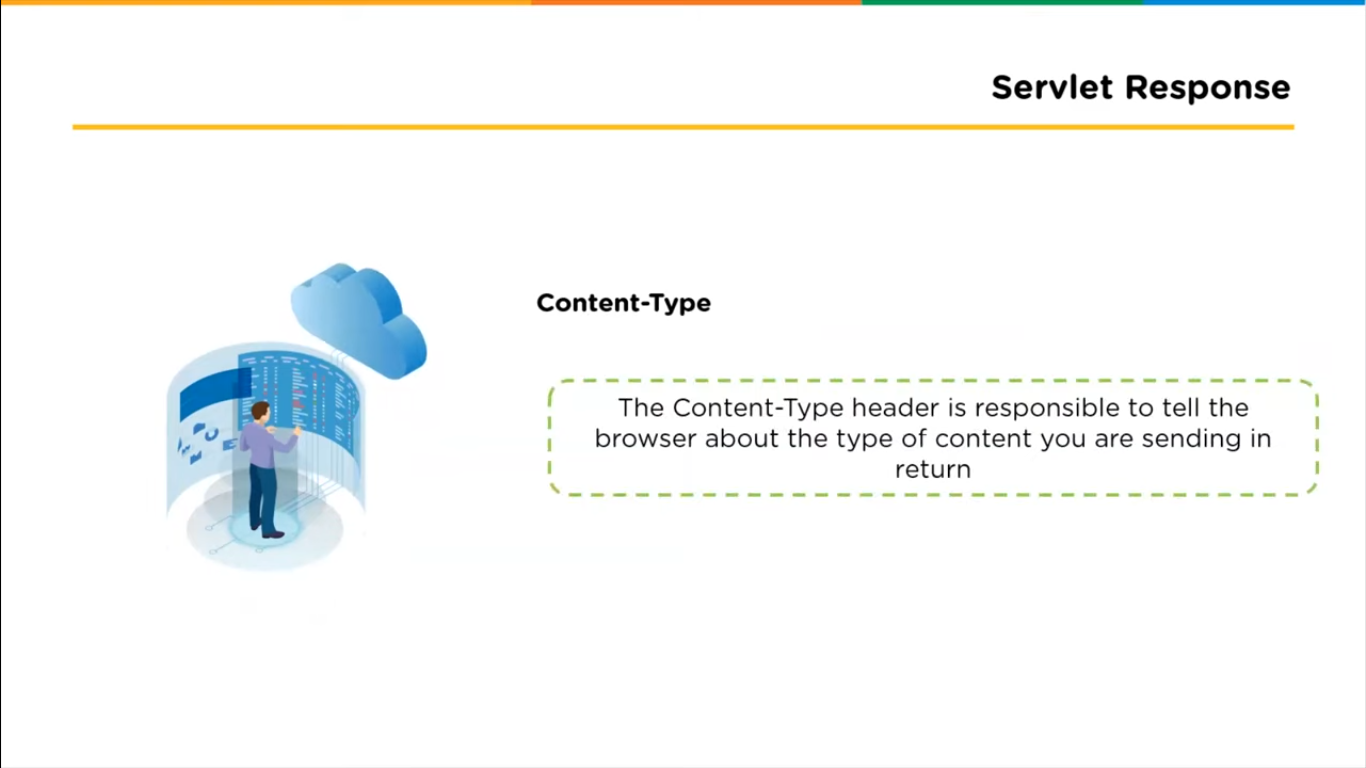 Servlet Response
Content-Type
The Content-Type header is responsible to tell the
browser about the type of content you are sending in
return